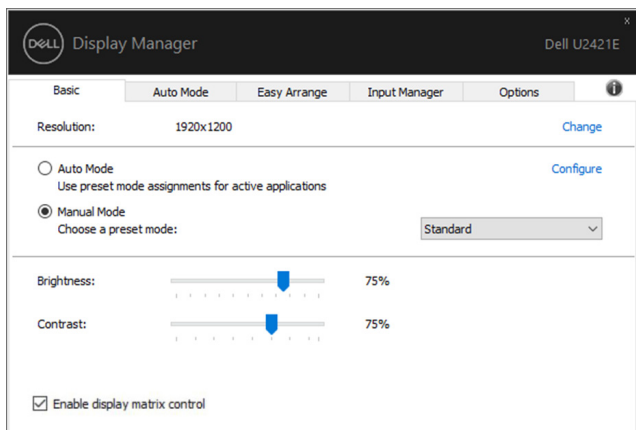 DELL Display Manager Dell U2421E
x
Basic Auto Mode Easy Arrange Input Manager Options i
Resolution: 1920x1200 Change
Auto Mode Configure
Use preset mode assignments for active applications
Manual Mode
Choose a preset mode: Standard
Brightness: 75%
Contrast: 75%
Enable display matrix control